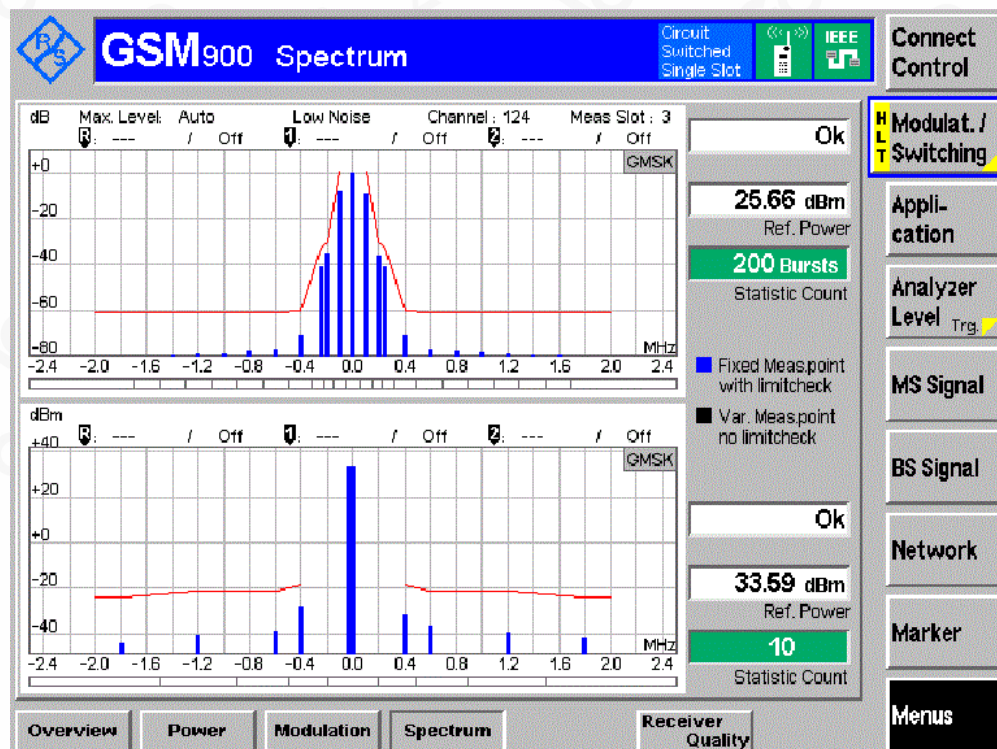 R&S
GSM900 Spectrum
Circuit
Switched
Single Slot
IEEE
Connect
Control
HLT
Modulat. /
Switching
Appli-
cation
Analyzer
Level Trg.
MS Signal
BS Signal
Network
Marker
Menus
dB Max. Level: Auto Low Noise Channel : 124 Meas Slot : 3
R: --- / Off 1: --- / Off 2: --- / Off
GMSK
+0
-20
-40
-60
-80
MHz
-2.4 -2.0 -1.6 -1.2 -0.8 -0.4 0.0 0.4 0.8 1.2 1.6 2.0 2.4
Ok
25.66 dBm
Ref. Power
200 Bursts
Statistic Count
Fixed Meas.point
with limitcheck
Var. Meas.point
no limitcheck
dBm
R: --- / Off 1: --- / Off 2: --- / Off
GMSK
+40
+20
+0
-20
-40
MHz
-2.4 -2.0 -1.6 -1.2 -0.8 -0.4 0.0 0.4 0.8 1.2 1.6 2.0 2.4
Ok
33.59 dBm
Ref. Power
10
Statistic Count
Overview
Power
Modulation
Spectrum
Receiver
Quality